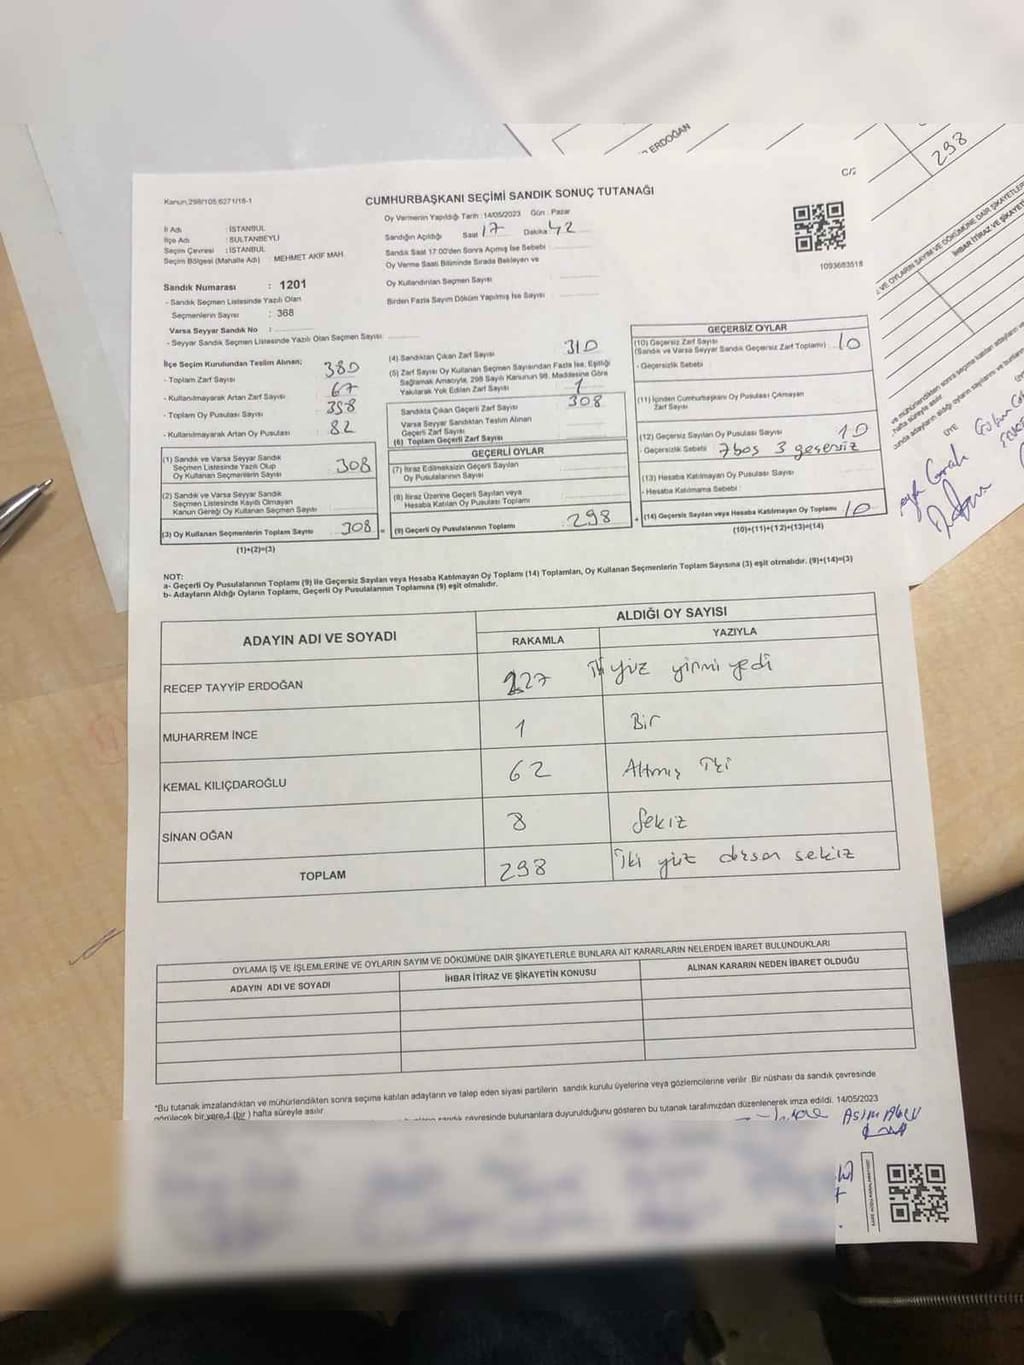 ERDOĞAN
298
Kanun,298/105;6271/16-1
CUMHURBAŞKANI SEÇİMİ SANDIK SONUÇ TUTANAĞI
Oy Vermenin Yapıldığı Tarih : 14/05/2023 Gün : Pazar
İl Adı : İSTANBUL
İlçe Adı : SULTANBEYLİ
Seçim Çevresi : İSTANBUL
Seçim Bölgesi (Mahalle Adı) : MEHMET AKİF MAH.
Sandığın Açıldığı Saat 17 Dakika 42
Sandık Saat 17:00'den Sonra Açılmış İse Sebebi
Oy Verme Saati Bitiminde Sırada Bekleyen ve
Oy Kullandırılan Seçmen Sayısı
Birden Fazla Sayım Döküm Yapılmış İse Sayısı
1093683518
Sandık Numarası : 1201
- Sandık Seçmen Listesinde Yazılı Olan
Seçmenlerin Sayısı : 368
Varsa Seyyar Sandık No :
- Seyyar Sandık Seçmen Listesinde Yazılı Olan Seçmen Sayısı :
İlçe Seçim Kurulundan Teslim Alınan;
- Toplam Zarf Sayısı 380
- Kullanılmayarak Artan Zarf Sayısı 67
- Toplam Oy Pusulası Sayısı 398
- Kullanılmayarak Artan Oy Pusulası 82
(1) Sandık ve Varsa Seyyar Sandık
Seçmen Listesinde Yazılı Olup
Oy Kullanan Seçmenlerin Sayısı 308
(2) Sandık ve Varsa Seyyar Sandık
Seçmen Listesinde Kayıtlı Olmayan
Kanun Gereği Oy Kullanan Seçmen Sayısı
(3) Oy Kullanan Seçmenlerin Toplam Sayısı 308
(1)+(2)=(3)
(4) Sandıktan Çıkan Zarf Sayısı 310
(5) Zarf Sayısı Oy Kullanan Seçmen Sayısından Fazla İse, Eşitliği
Sağlamak Amacıyla, 298 Sayılı Kanunun 98. Maddesine Göre
Yakılarak Yok Edilen Zarf Sayısı 1
Sandıkta Çıkan Geçerli Zarf Sayısı 308
Varsa Seyyar Sandıktan Teslim Alınan
Geçerli Zarf Sayısı
(6) Toplam Geçerli Zarf Sayısı
GEÇERLİ OYLAR
(7) İtiraz Edilmeksizin Geçerli Sayılan
Oy Pusulalarının Sayısı
(8) İtiraz Üzerine Geçerli Sayılan veya
Hesaba Katılan Oy Pusulası Toplamı
(9) Geçerli Oy Pusulalarının Toplamı 298
GEÇERSİZ OYLAR
(10) Geçersiz Zarf Sayısı
(Sandık ve Varsa Seyyar Sandık Geçersiz Zarf Toplamı) 10
- Geçersizlik Sebebi
(11) İçinden Cumhurbaşkanı Oy Pusulası Çıkmayan
Zarf Sayısı
(12) Geçersiz Sayılan Oy Pusulası Sayısı 10
- Geçersizlik Sebebi 7 boş 3 geçersiz
(13) Hesaba Katılmayan Oy Pusulası Sayısı
- Hesaba Katılmama Sebebi
(14) Geçersiz Sayılan veya Hesaba Katılmayan Oy Toplamı 10
(10)+(11)+(12)+(13)=(14)
NOT:
a- Geçerli Oy Pusulalarının Toplamı (9) ile Geçersiz Sayılan veya Hesaba Katılmayan Oy Toplamı (14) Toplamları, Oy Kullanan Seçmenlerin Toplam Sayısına (3) eşit olmalıdır. (9)+(14)=(3)
b- Adayların Aldığı Oyların Toplamı, Geçerli Oy Pusulalarının Toplamına (9) eşit olmalıdır.
ADAYIN ADI VE SOYADI ALDIĞI OY SAYISI
RAKAMLA YAZIYLA
RECEP TAYYİP ERDOĞAN 227 İki yüz yirmi yedi
MUHARREM İNCE 1 Bir
KEMAL KILIÇDAROĞLU 62 Altmış İki
SİNAN OĞAN 8 Sekiz
TOPLAM 298 İki yüz doksan sekiz
OYLAMA İŞ VE İŞLEMLERİNE VE OYLARIN SAYIM VE DÖKÜMÜNE DAİR ŞİKAYETLERLE BUNLARA AİT KARARLARIN NELERDEN İBARET BULUNDUKLARI
ADAYIN ADI VE SOYADI İHBAR İTİRAZ VE ŞİKAYETİN KONUSU ALINAN KARARIN NEDEN İBARET OLDUĞU
*Bu tutanak imzalandıktan ve mühürlendikten sonra seçime katılan adayların ve talep eden siyasi partilerin sandık kurulu üyelerine veya gözlemcilerine verilir. Bir nüshası da sandık çevresinde
görülecek bir yere 1 (bir) hafta süreyle asılır.
sandık çevresinde bulunanlara duyurulduğunu gösteren bu tutanak tarafımızdan düzenlenerek imza edildi. 14/05/2023
ÜYE